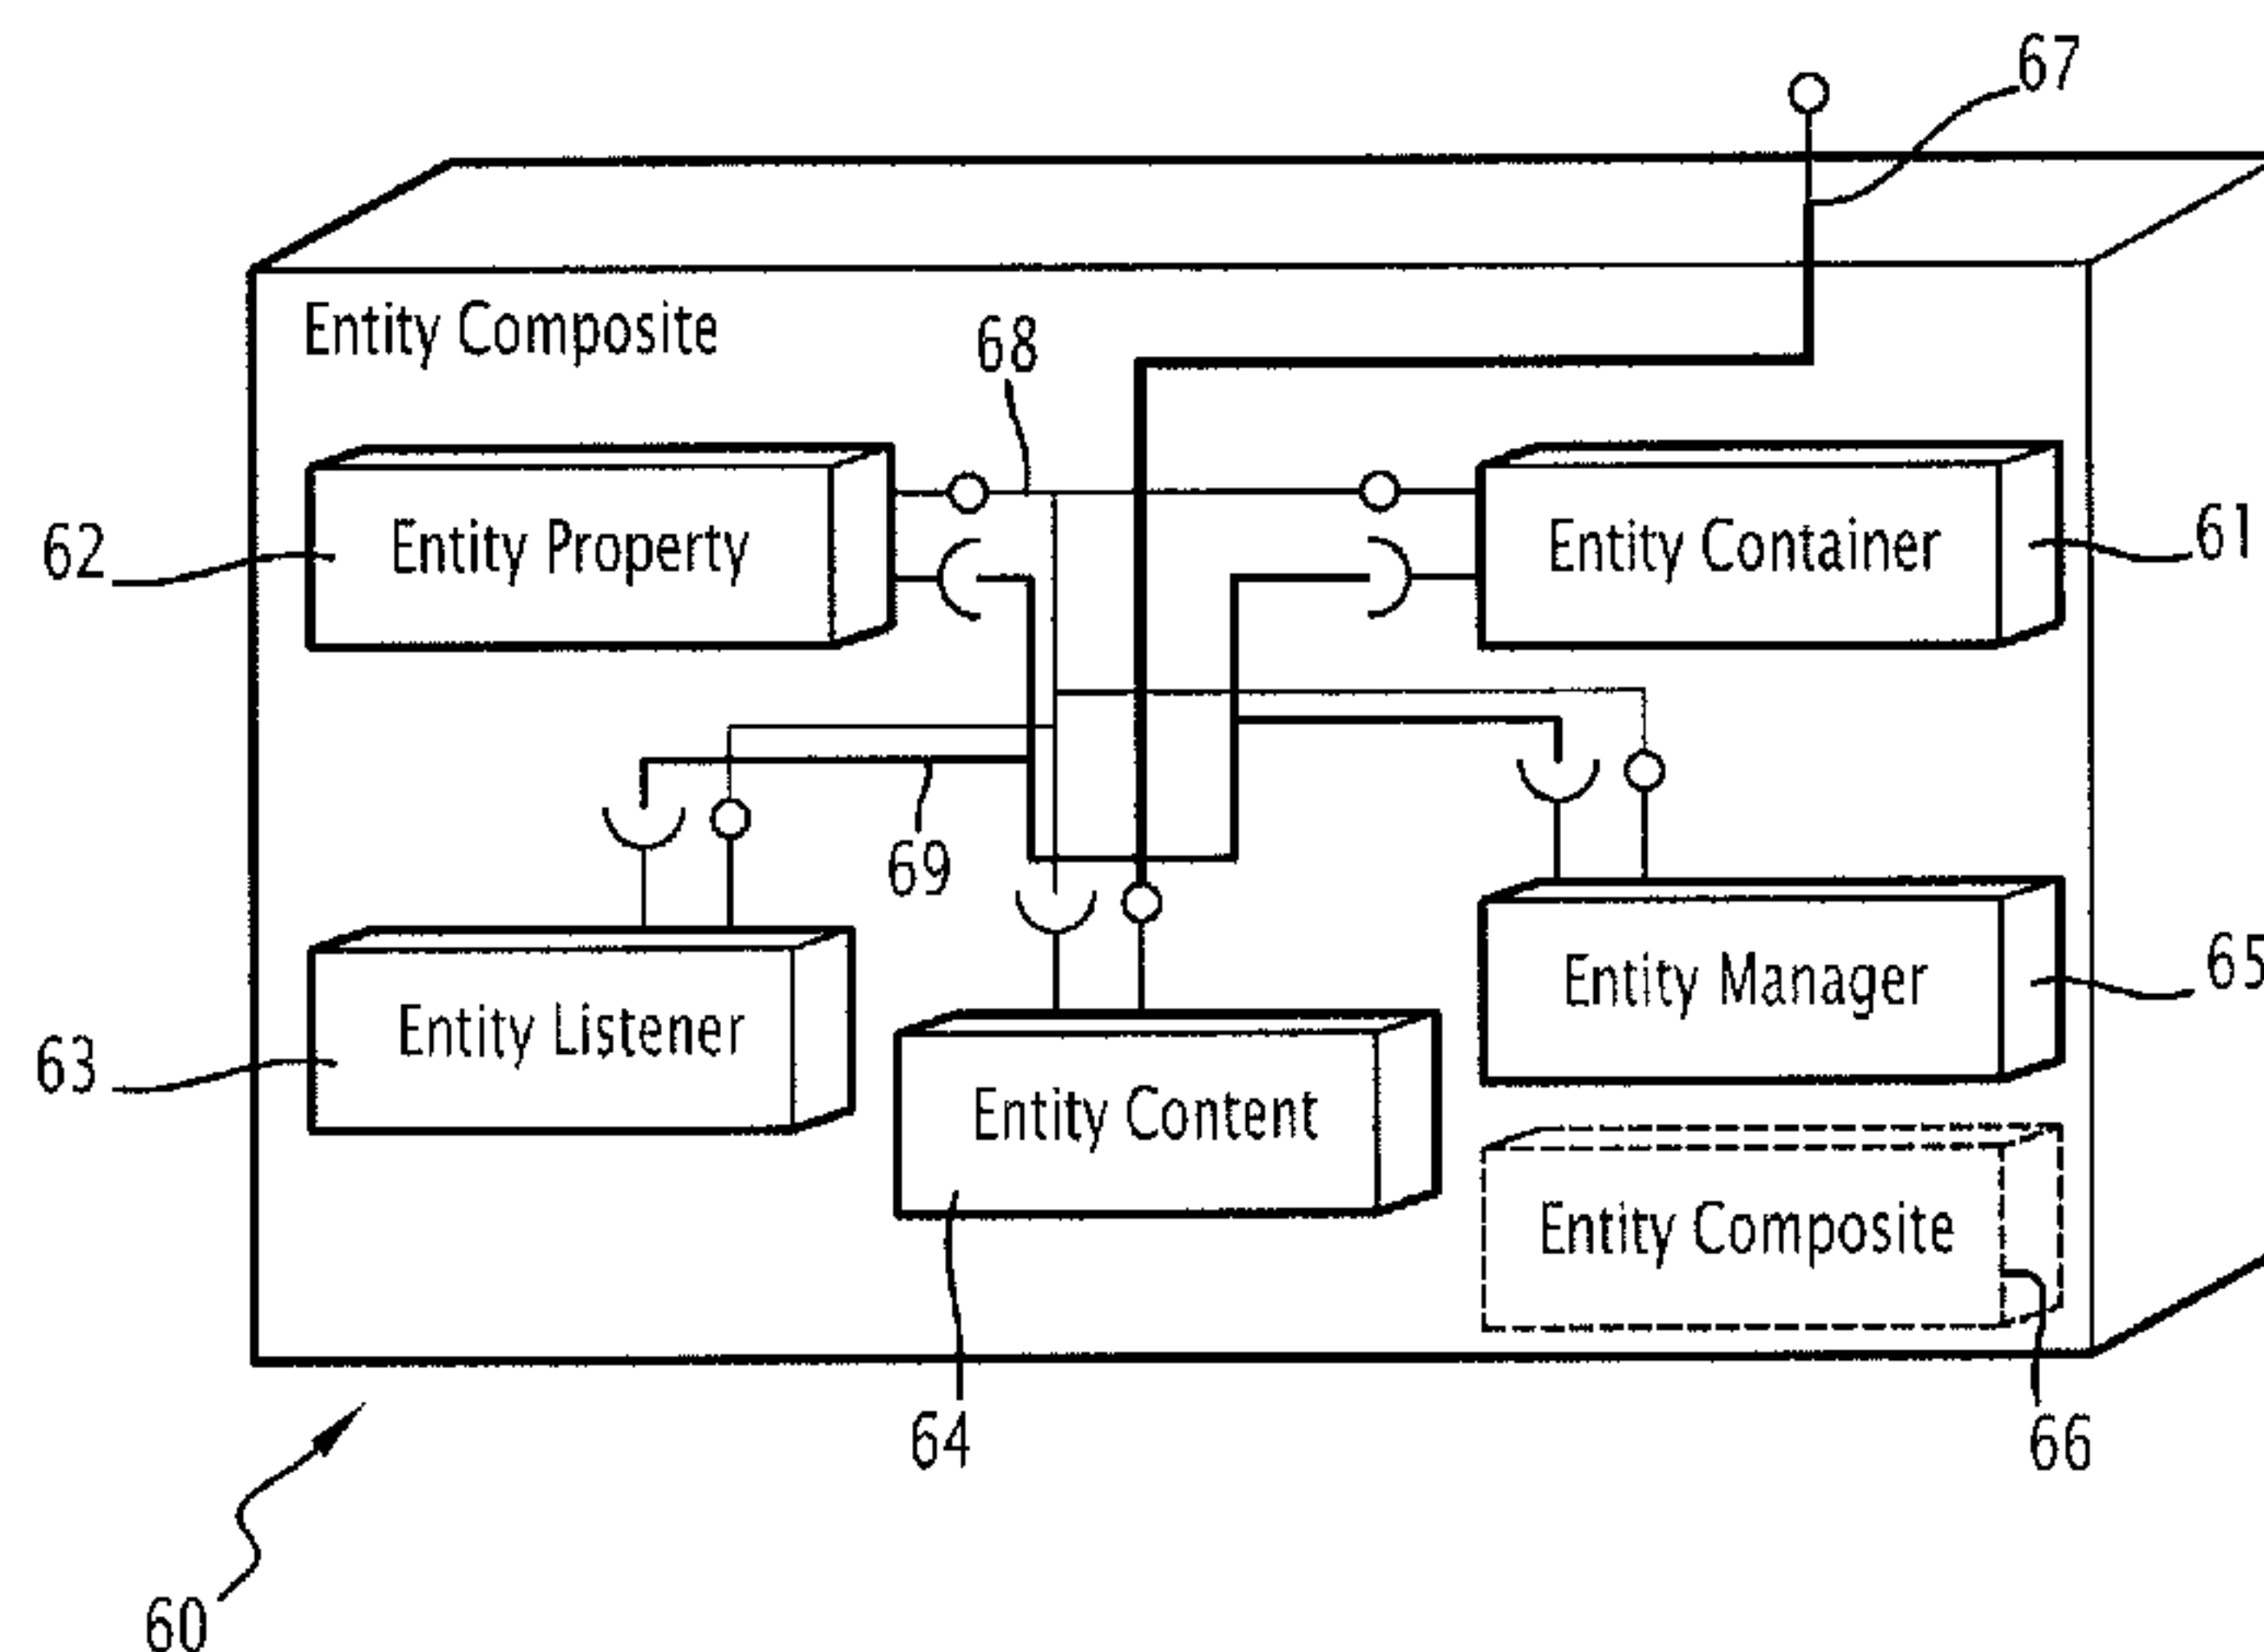 67
Entity Composite
68
Entity Property
Entity Container
62
61
69
Entity Manager
65
Entity Listener
63
Entity Content
Entity Composite
64
66
60